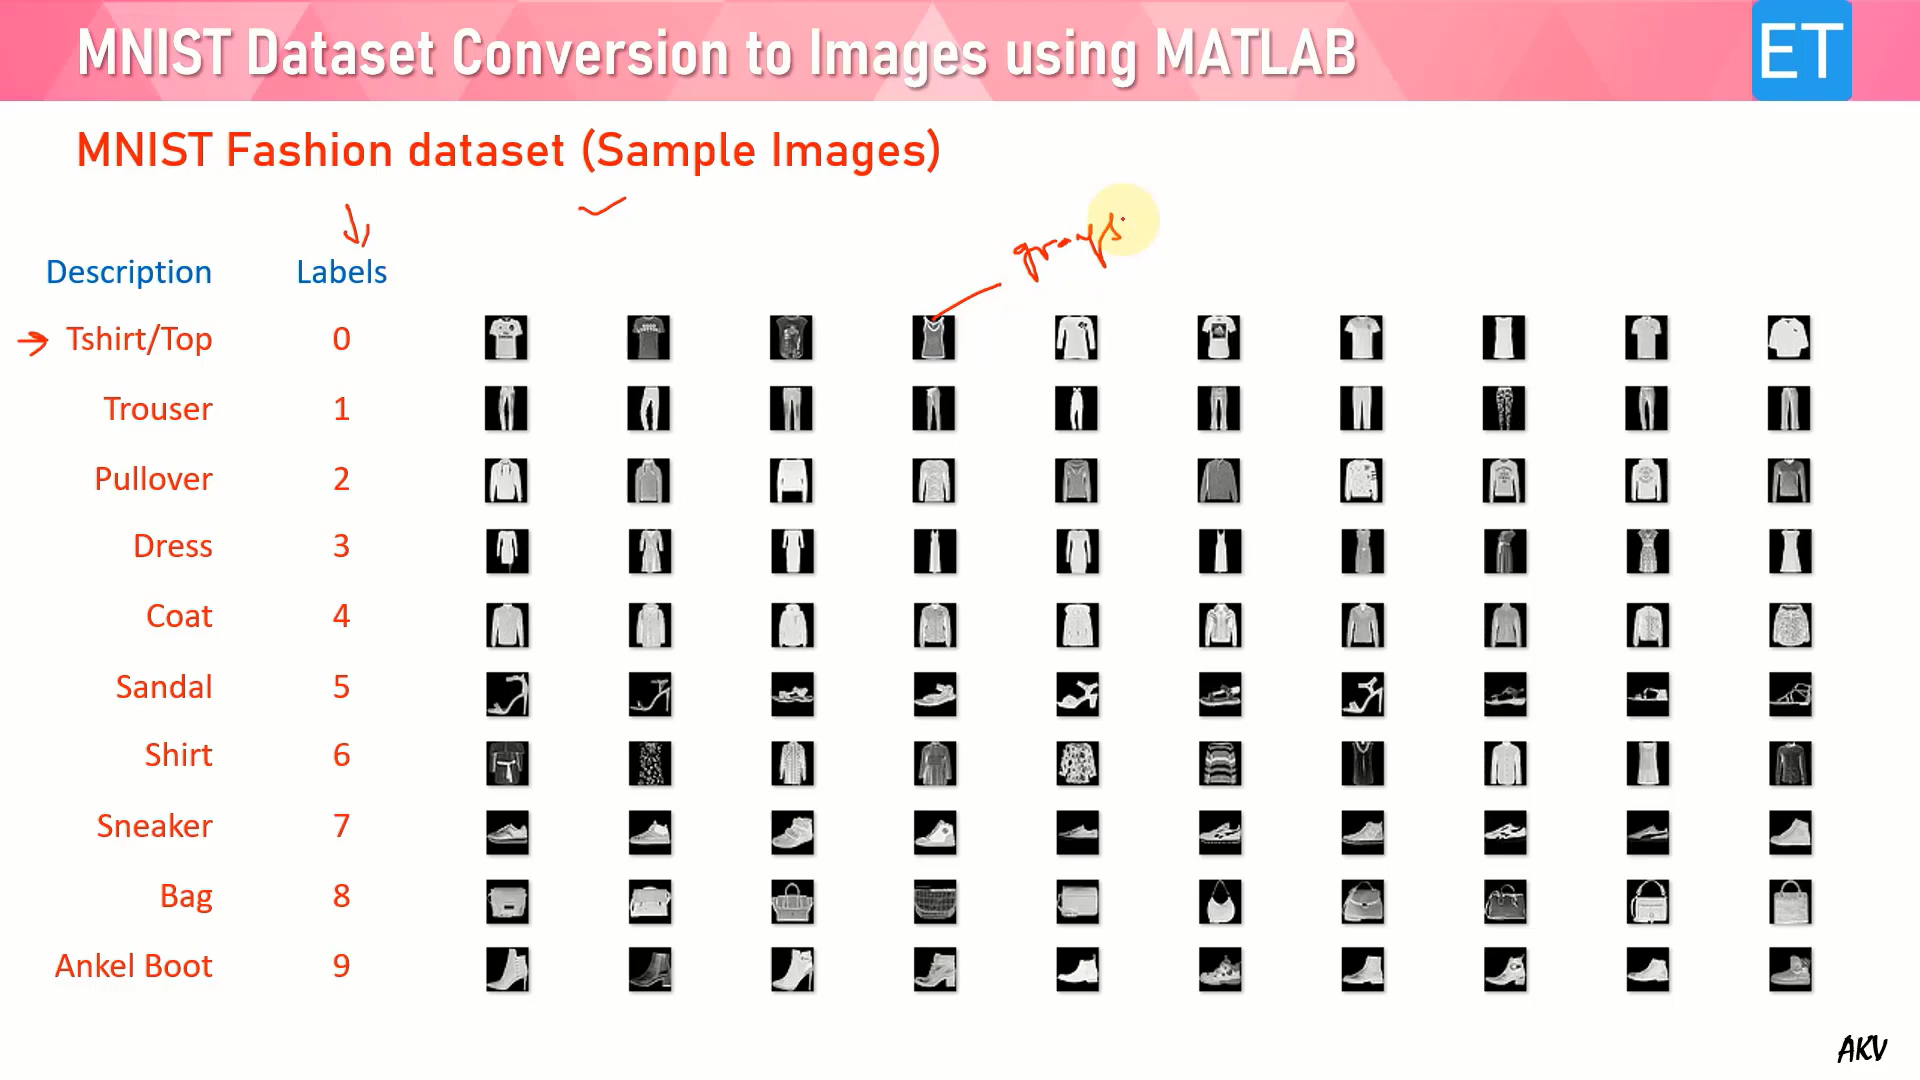 MNIST Dataset Conversion to Images using MATLAB
ET
MNIST Fashion dataset (Sample Images)
Description Labels
Tshirt/Top 0
Trouser 1
Pullover 2
Dress 3
Coat 4
Sandal 5
Shirt 6
Sneaker 7
Bag 8
Ankel Boot 9
AKV